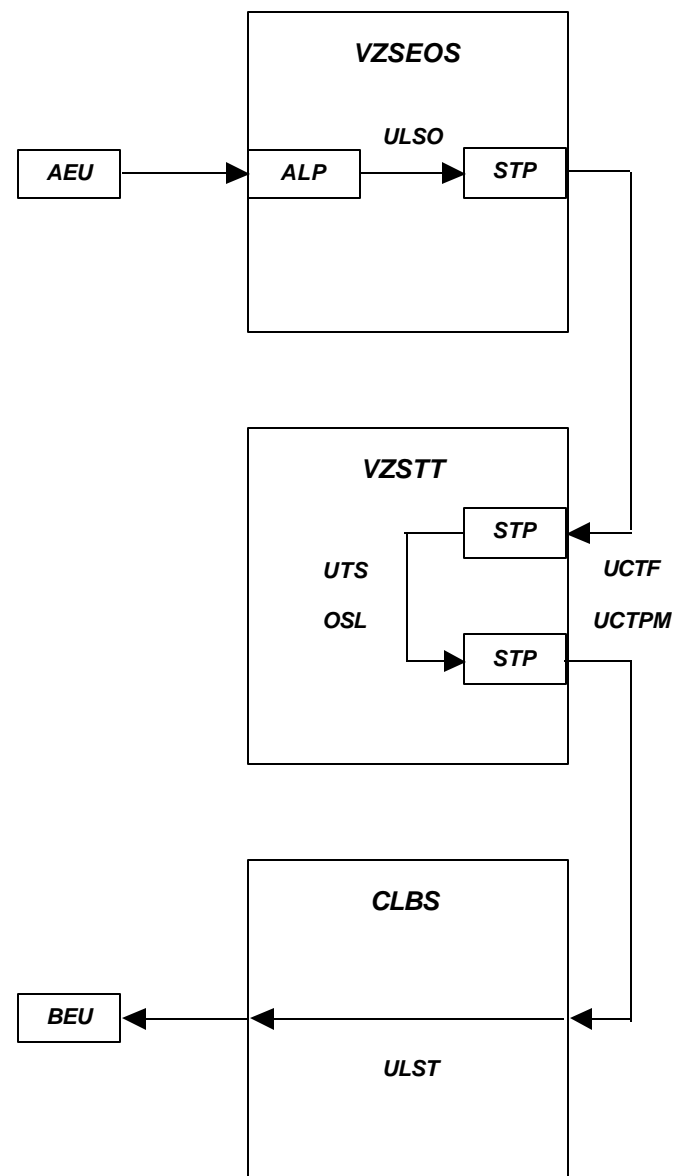 VZSEOS
ULSO
AEU
ALP
STP
VZSTT
STP
UTS
UCTF
OSL
UCTPM
STP
CLBS
BEU
ULST